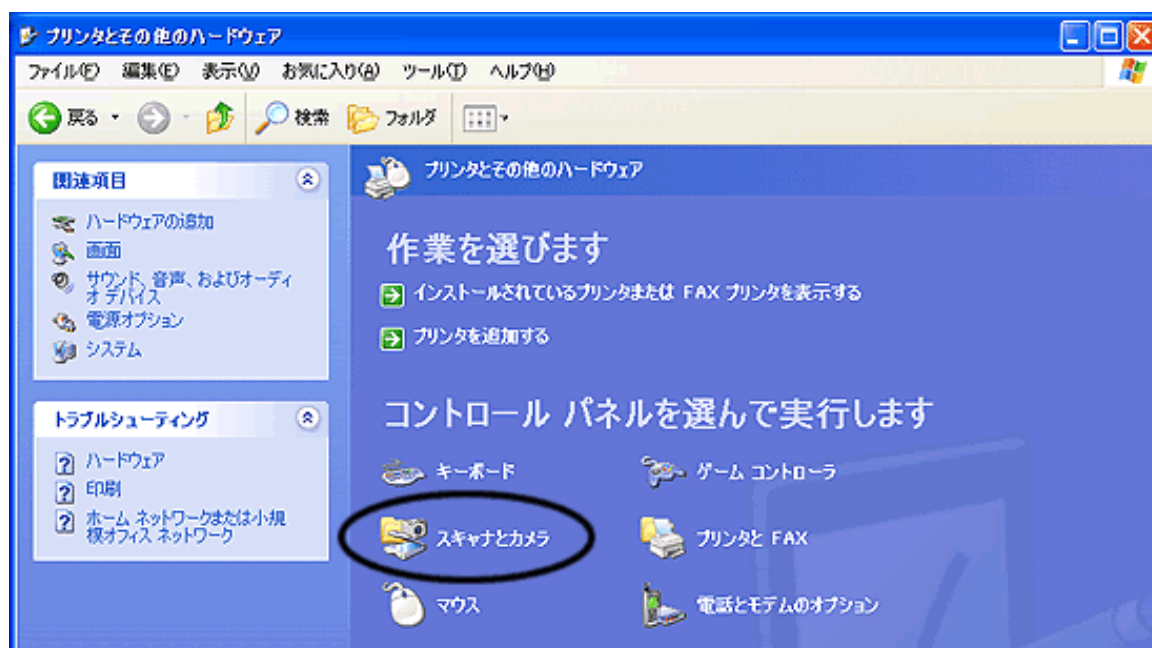 プリンタとその他のハードウェア
ファイル(F) 編集(E) 表示(V) お気に入り(A) ツール(T) ヘルプ(H)
戻る 検索 フォルダ
関連項目
ハードウェアの追加
画面
サウンド、音声、およびオーディ
オ デバイス
電源オプション
システム
トラブルシューティング
ハードウェア
印刷
ホーム ネットワークまたは小規
模オフィス ネットワーク
プリンタとその他のハードウェア
作業を選びます
インストールされているプリンタまたは FAX プリンタを表示する
プリンタを追加する
コントロール パネルを選んで実行します
キーボード ゲーム コントローラ
スキャナとカメラ プリンタと FAX
マウス 電話とモデムのオプション